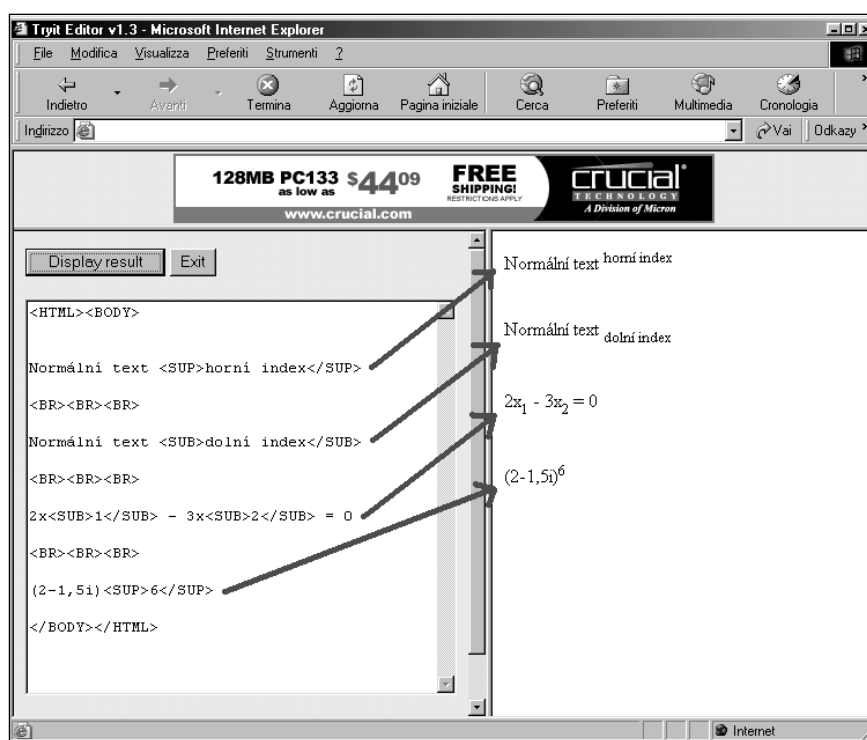 Tryit Editor v1.3 - Microsoft Internet Explorer
File Modifica Visualizza Preferiti Strumenti ?
Indietro Avanti Termina Aggiorna Pagina iniziale Cerca Preferiti Multimedia Cronologia
Indirizzo Vai Odkazy
128MB PC133 $4409 FREE
as low as SHIPPING!
RESTRICTIONS APPLY
www.crucial.com
crucial
TECHNOLOGY
A Division of Micron
Display result Exit
<HTML><BODY>
Normální text <SUP>horní index</SUP>
<BR><BR><BR>
Normální text <SUB>dolní index</SUB>
<BR><BR><BR>
2x<SUB>1</SUB> - 3x<SUB>2</SUB> = 0
<BR><BR><BR>
(2-1,5i)<SUP>6</SUP>
</BODY></HTML>
Normální text horní index
Normální text dolní index
2x₁ - 3x₂ = 0
(2-1,5i)⁶
Internet